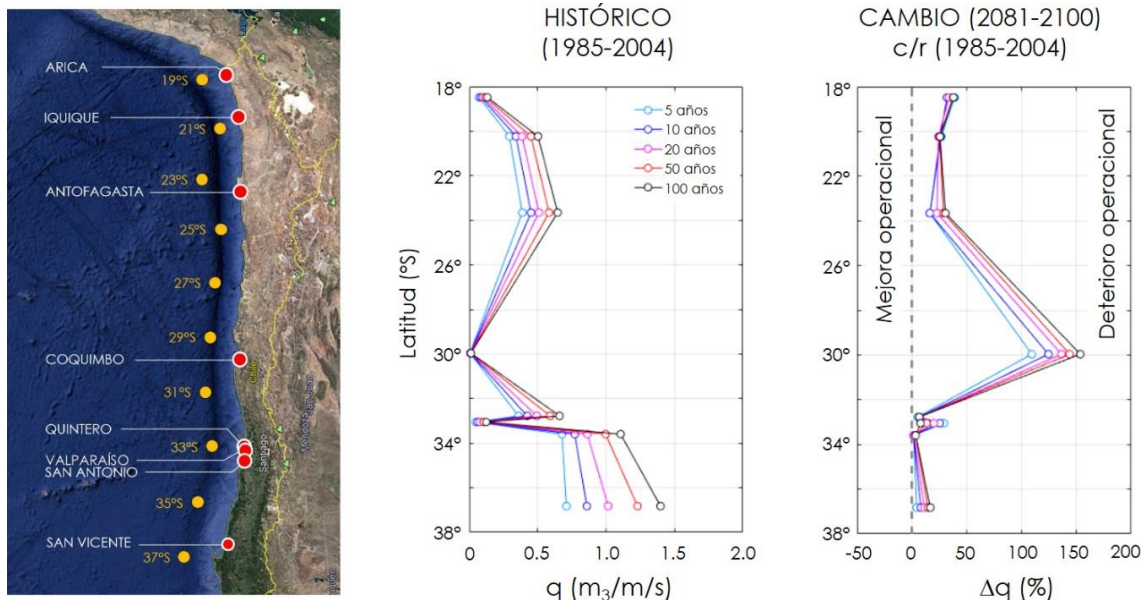 ARICA
19°S
IQUIQUE
21°S
23°S
ANTOFAGASTA
25°S
27°S
29°S
COQUIMBO
Chile
31°S
QUINTERO
33°S
VALPARAÍSO
SAN ANTONIO
Santiago
35°S
SAN VICENTE
37°S
HISTÓRICO
(1985-2004)
18°
22°
26°
30°
34°
38°
Latitud (°S)
5 años
10 años
20 años
50 años
100 años
0
0.5
1.0
1.5
2.0
q (m3/m/s)
CAMBIO (2081-2100)
c/r (1985-2004)
18°
22°
26°
30°
34°
38°
Mejora operacional
Deterioro operacional
-50
0
50
100
150
200
Δq (%)